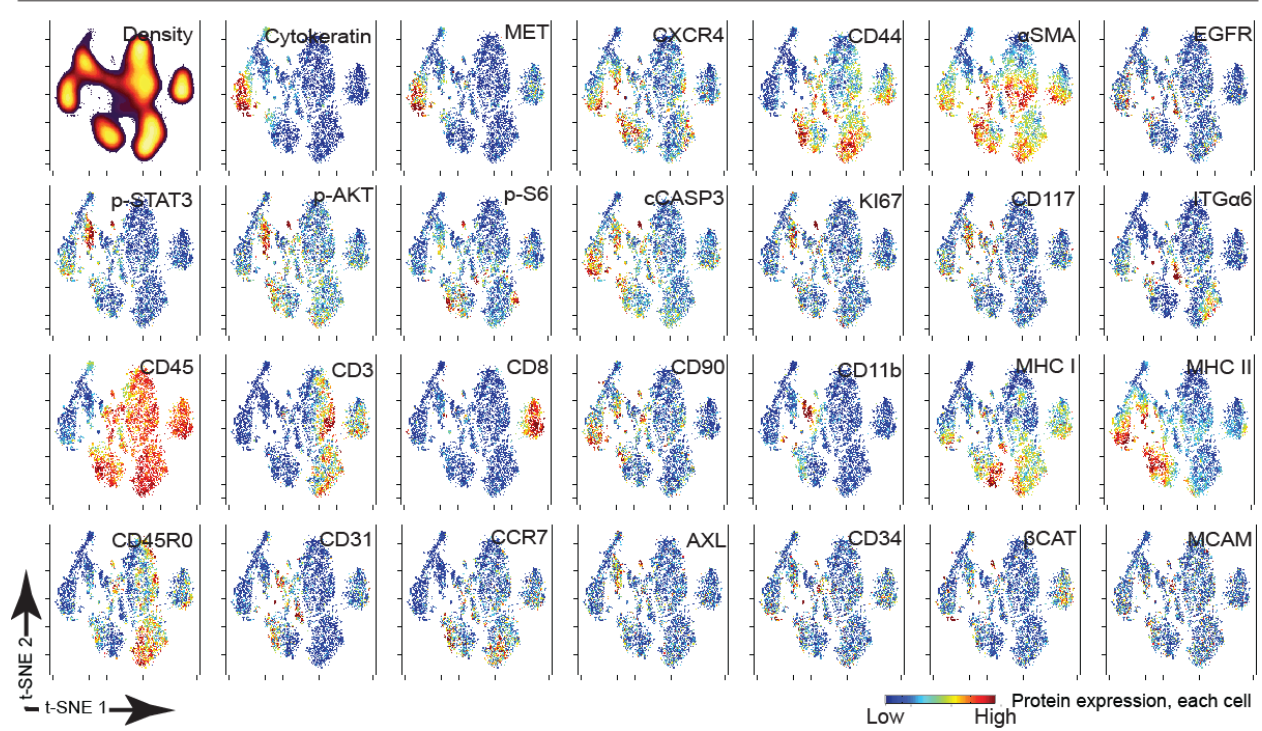 Density
Cytokeratin
MET
CXCR4
CD44
αSMA
EGFR
p-STAT3
p-AKT
p-S6
cCASP3
KI67
CD117
ITGα6
CD45
CD3
CD8
CD90
CD11b
MHC I
MHC II
CD45R0
CD31
CCR7
AXL
CD34
βCAT
MCAM
t-SNE 2
t-SNE 1
Low
High
Protein expression, each cell